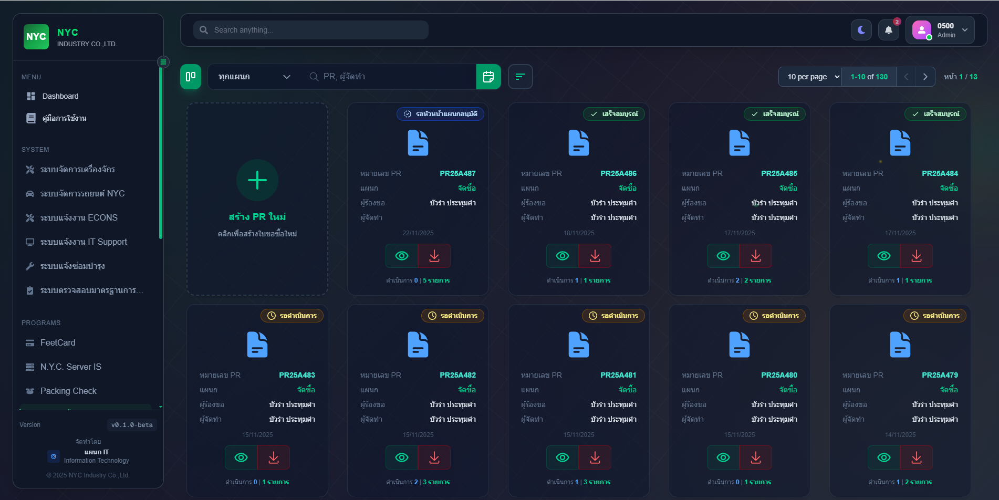 NYC
NYC
INDUSTRY CO.,LTD.
MENU
Dashboard
คู่มือการใช้งาน
SYSTEM
ระบบจัดการเครื่องจักร
ระบบจัดการรถยนต์ NYC
ระบบแจ้งงาน ECONS
ระบบแจ้งงาน IT Support
ระบบแจ้งซ่อมบำรุง
ระบบตรวจสอบมาตรฐานการ...
PROGRAMS
FeetCard
N.Y.C. Server IS
Packing Check
Version v0.1.0-beta
จัดทำโดย
แผนก IT
Information Technology
© 2025 NYC Industry Co.,Ltd.
Search anything...
2
0500
Admin
ทุกแผนก
PR, ผู้จัดทำ
10 per page
1-10 of 130
หน้า 1 / 13
สร้าง PR ใหม่
คลิกเพื่อสร้างใบขอซื้อใหม่
รอหัวหน้าแผนกอนุมัติ
หมายเลข PR PR25A487
แผนก จัดซื้อ
ผู้ร้องขอ บัวรำ ประทุมคำ
ผู้จัดทำ บัวรำ ประทุมคำ
22/11/2025
ดำเนินการ 0 | 5 รายการ
เสร็จสมบูรณ์
หมายเลข PR PR25A486
แผนก จัดซื้อ
ผู้ร้องขอ บัวรำ ประทุมคำ
ผู้จัดทำ บัวรำ ประทุมคำ
18/11/2025
ดำเนินการ 1 | 1 รายการ
เสร็จสมบูรณ์
หมายเลข PR PR25A485
แผนก จัดซื้อ
ผู้ร้องขอ บัวรำ ประทุมคำ
ผู้จัดทำ บัวรำ ประทุมคำ
17/11/2025
ดำเนินการ 2 | 2 รายการ
เสร็จสมบูรณ์
หมายเลข PR PR25A484
แผนก จัดซื้อ
ผู้ร้องขอ บัวรำ ประทุมคำ
ผู้จัดทำ บัวรำ ประทุมคำ
17/11/2025
ดำเนินการ 1 | 1 รายการ
รอดำเนินการ
หมายเลข PR PR25A483
แผนก จัดซื้อ
ผู้ร้องขอ บัวรำ ประทุมคำ
ผู้จัดทำ บัวรำ ประทุมคำ
15/11/2025
ดำเนินการ 0 | 1 รายการ
รอดำเนินการ
หมายเลข PR PR25A482
แผนก จัดซื้อ
ผู้ร้องขอ บัวรำ ประทุมคำ
ผู้จัดทำ บัวรำ ประทุมคำ
15/11/2025
ดำเนินการ 2 | 3 รายการ
รอดำเนินการ
หมายเลข PR PR25A481
แผนก จัดซื้อ
ผู้ร้องขอ บัวรำ ประทุมคำ
ผู้จัดทำ บัวรำ ประทุมคำ
15/11/2025
ดำเนินการ 1 | 3 รายการ
รอดำเนินการ
หมายเลข PR PR25A480
แผนก จัดซื้อ
ผู้ร้องขอ บัวรำ ประทุมคำ
ผู้จัดทำ บัวรำ ประทุมคำ
15/11/2025
ดำเนินการ 0 | 1 รายการ
รอดำเนินการ
หมายเลข PR PR25A479
แผนก จัดซื้อ
ผู้ร้องขอ บัวรำ ประทุมคำ
ผู้จัดทำ บัวรำ ประทุมคำ
14/11/2025
ดำเนินการ 1 | 2 รายการ